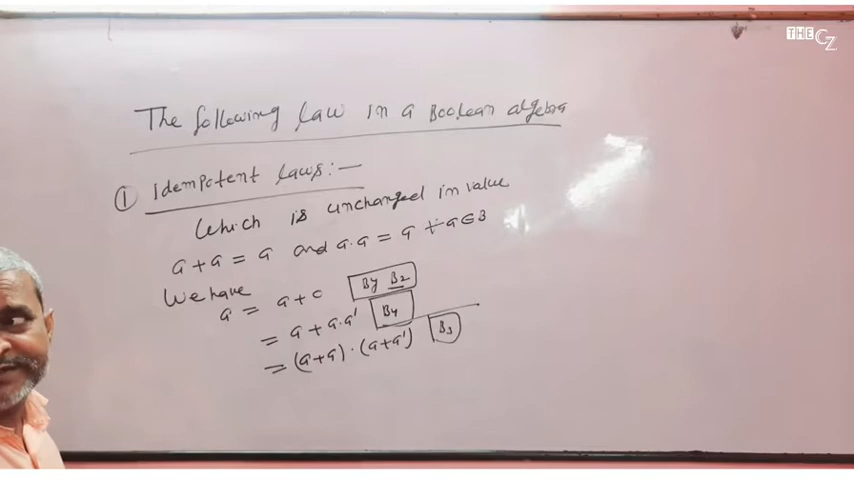 THE CZ
The following law in a Boolean algebra
① Idempotent laws:—
Which is unchanged in value
a + a = a and a.a = a ∀ a ∈ B
We have
a = a + 0 By B2
= a + a.a' B4
= (a+a) . (a+a') B3